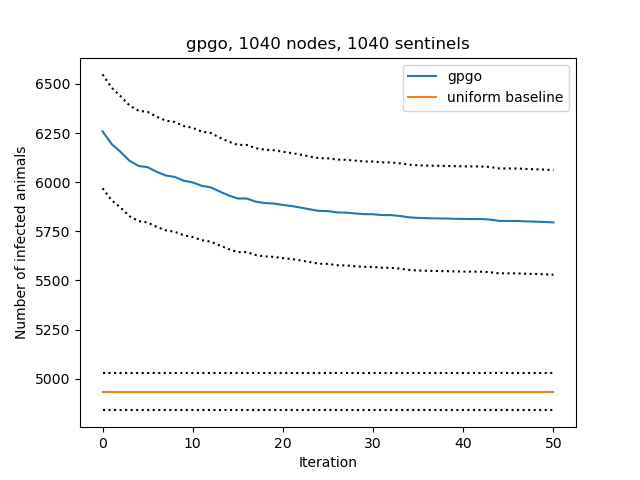 gpgo, 1040 nodes, 1040 sentinels
gpgo
uniform baseline
6500
6250
6000
5750
5500
5250
5000
Number of infected animals
0 10 20 30 40 50
Iteration